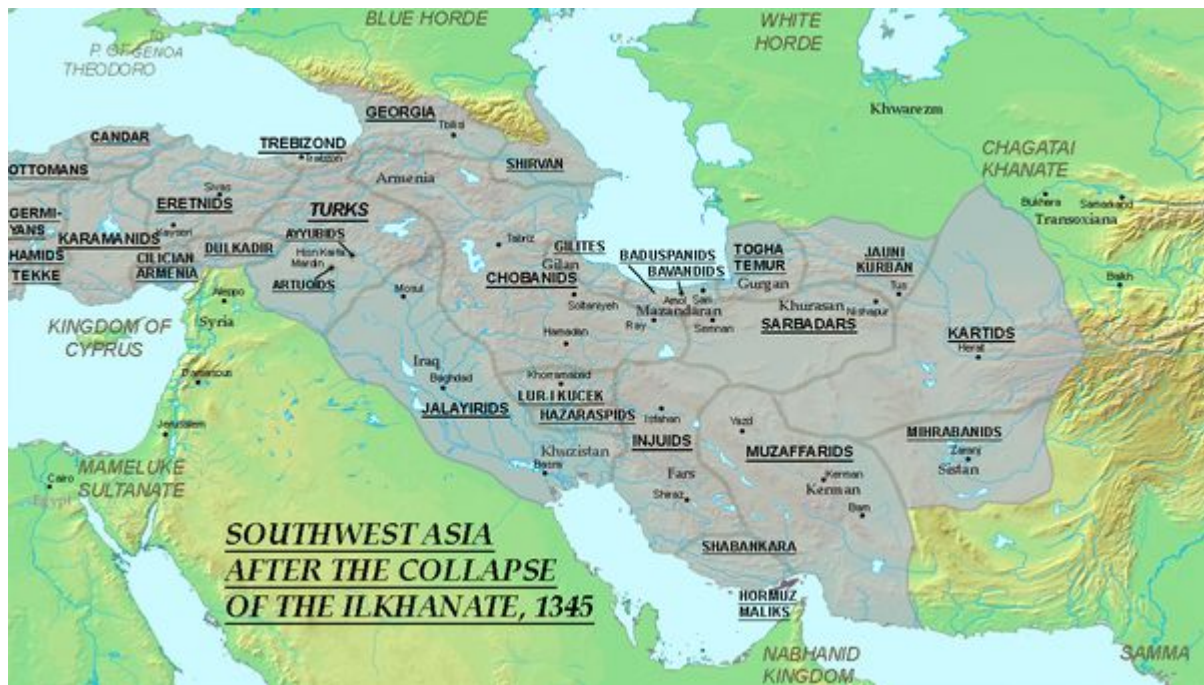 BLUE HORDE
WHITE
HORDE
To
P. OF GENOA
THEODORO
Khwarezm
GEORGIA
Tbilisi
CANDAR
TREBIZOND
Trabzon
SHIRVAN
CHAGATAI
KHANATE
OTTOMANS
Armenia
Sivas
ERETNIDS
Bukhara
Samarkand
Transoxiana
GERMI-
YANS
TURKS
KARAMANIDS
Kayseri
AYYUBIDS
Tabriz
GILITES
BADUSPANIDS
TOGHA
TEMUR
JAUNI
KURBAN
HAMIDS
DULKADIR
Hisn Kaifa
Mardin
Gilan
BAVANDIDS
Balkh
TEKKE
CILICIAN
ARMENIA
ARTUQIDS
CHOBANIDS
Gurgan
Tus
Aleppo
Mosul
Soltaniyeh
Amol
Sari
Mazandaran
Khurasan
Nishapur
KINGDOM OF
CYPRUS
Syria
Ray
Semnan
SARBADARS
KARTIDS
Hamadan
Herat
Iraq
Damascus
Baghdad
Khorramabad
LUR-I KUCEK
JALAYIRIDS
HAZARASPIDS
Isfahan
Yazd
MIHRABANIDS
Jerusalem
INJUIDS
MUZAFFARIDS
Zaranj
Khuzistan
Sistan
MAMELUKE
SULTANATE
Cairo
Egypt
Basra
Fars
Kerman
Kerman
Shiraz
Bam
SOUTHWEST ASIA
AFTER THE COLLAPSE
OF THE ILKHANATE, 1345
SHABANKARA
HORMUZ
MALIKS
NABHANID
KINGDOM
SAMMA